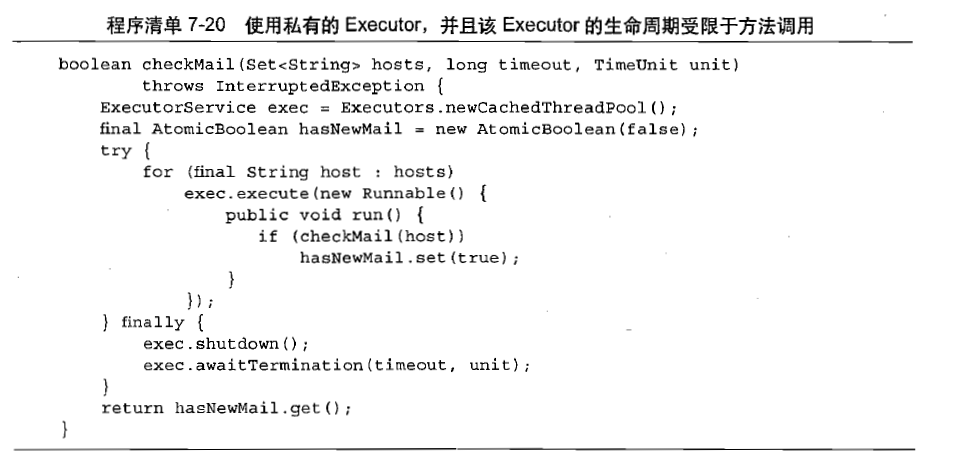 程序清单 7-20 使用私有的 Executor，并且该 Executor 的生命周期受限于方法调用
boolean checkMail(Set<String> hosts, long timeout, TimeUnit unit)
        throws InterruptedException {
    ExecutorService exec = Executors.newCachedThreadPool();
    final AtomicBoolean hasNewMail = new AtomicBoolean(false);
    try {
        for (final String host : hosts)
            exec.execute(new Runnable() {
                public void run() {
                    if (checkMail(host))
                        hasNewMail.set(true);
                }
            });
    } finally {
        exec.shutdown();
        exec.awaitTermination(timeout, unit);
    }
    return hasNewMail.get();
}